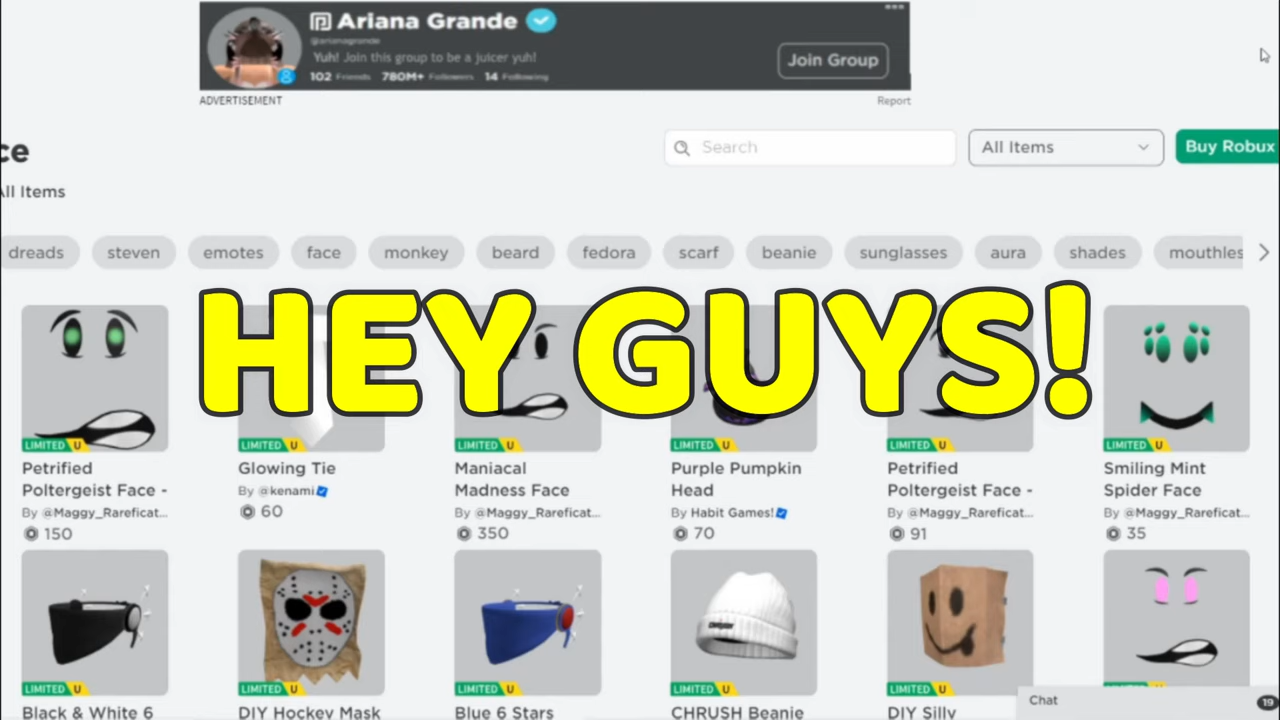 Ariana Grande
@arianagrande
Yuh! Join this group to be a juicer yuh!
102 Friends 780M+ Followers 14 Following
Join Group
ADVERTISEMENT
Report
ce
Search
All Items
Buy Robux
All Items
dreads
steven
emotes
face
monkey
beard
fedora
scarf
beanie
sunglasses
aura
shades
mouthles
HEY GUYS!
LIMITED U
LIMITED U
LIMITED U
LIMITED U
LIMITED U
LIMITED U
Petrified
Poltergeist Face -
By @Maggy_Rareficat...
150
Glowing Tie
By @kenami
60
Maniacal
Madness Face
By @Maggy_Rareficat...
350
Purple Pumpkin
Head
By Habit Games!
70
Petrified
Poltergeist Face -
By @Maggy_Rareficat...
91
Smiling Mint
Spider Face
By @Maggy_Rareficat...
35
LIMITED U
LIMITED U
LIMITED U
LIMITED U
LIMITED U
LIMITED U
Black & White 6
DIY Hockey Mask
Blue 6 Stars
CHRUSH Beanie
DIY Silly
Chat
19